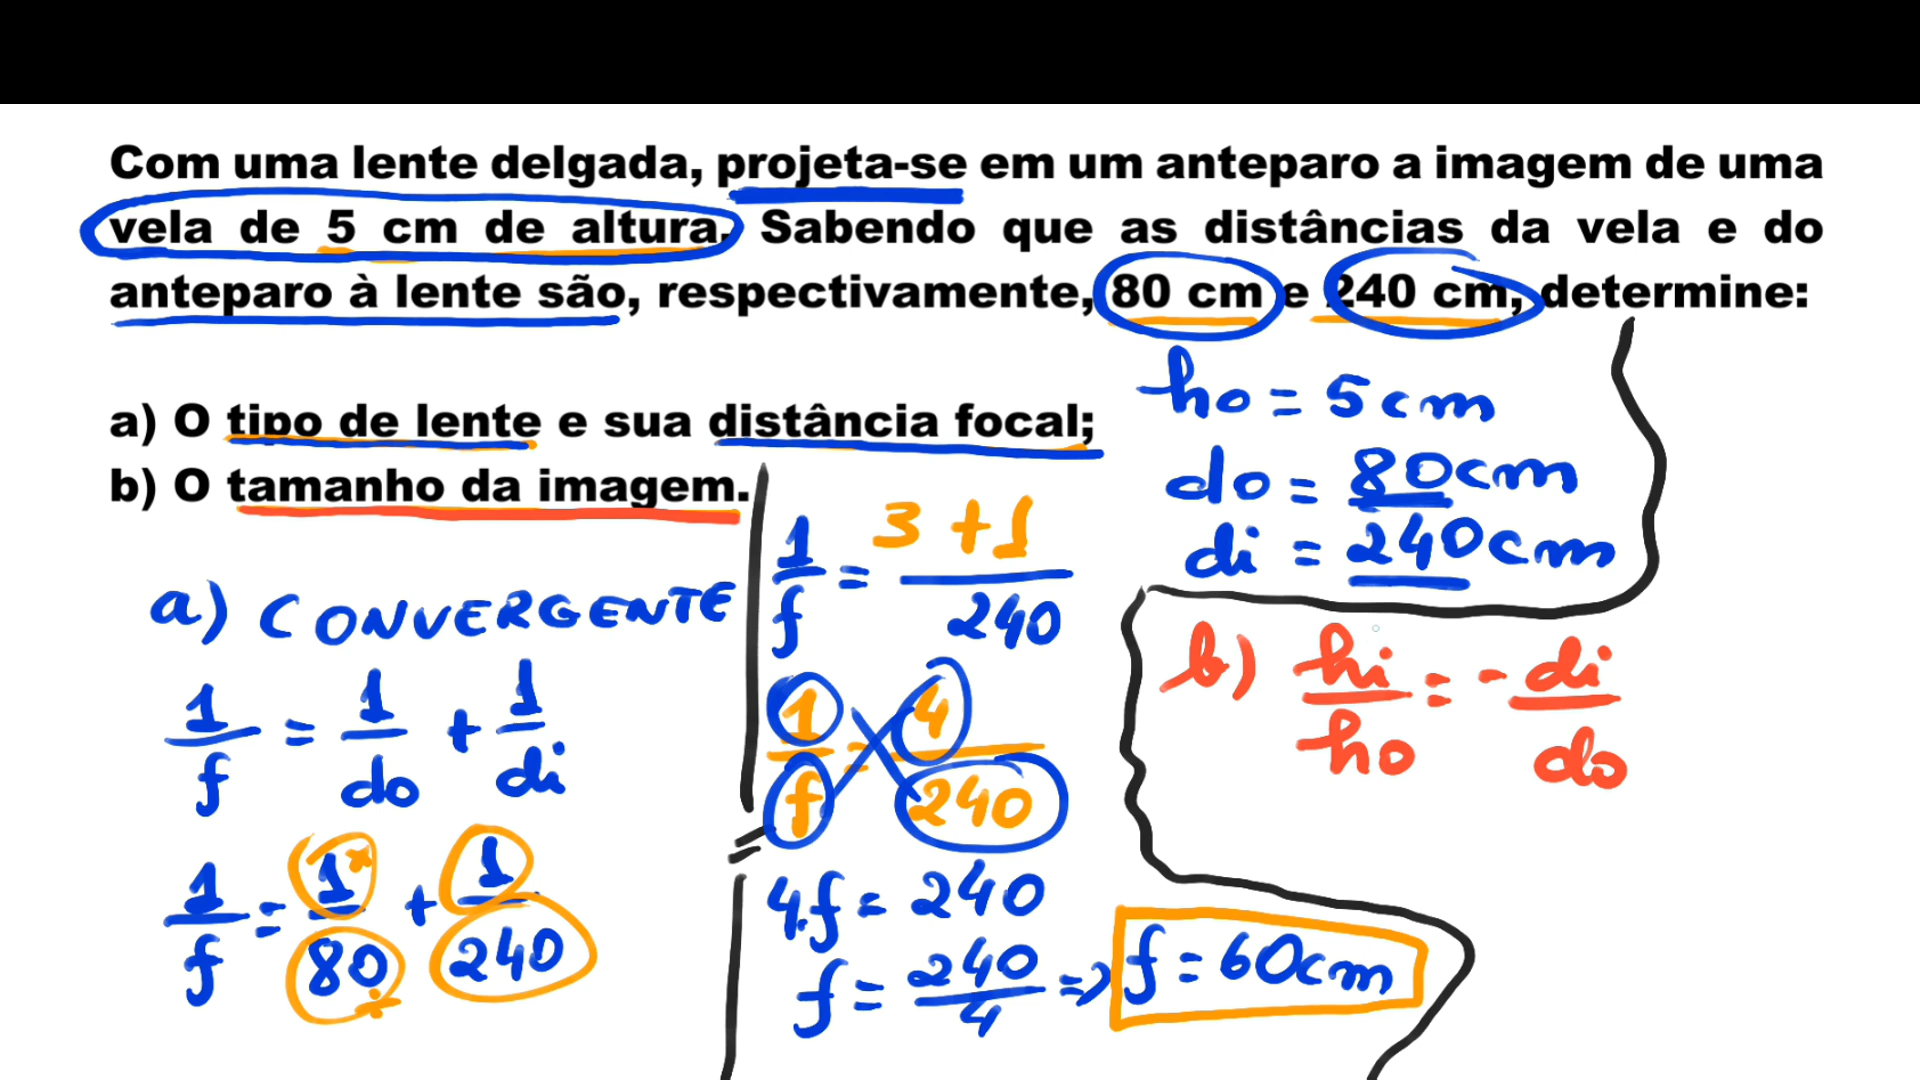 Com uma lente delgada, projeta-se em um anteparo a imagem de uma
vela de 5 cm de altura. Sabendo que as distâncias da vela e do
anteparo à lente são, respectivamente, 80 cm e 240 cm, determine:
a) O tipo de lente e sua distância focal;
b) O tamanho da imagem.
ho = 5cm
do = 80cm
di = 240cm
a) CONVERGENTE
1/f = 1/do + 1/di
1/f = 1/80 + 1/240
× ÷
1/f = 3+1/240
1/f = 4/240
=
4.f = 240
f = 240/4 => f = 60cm
b) hi/ho = - di/do